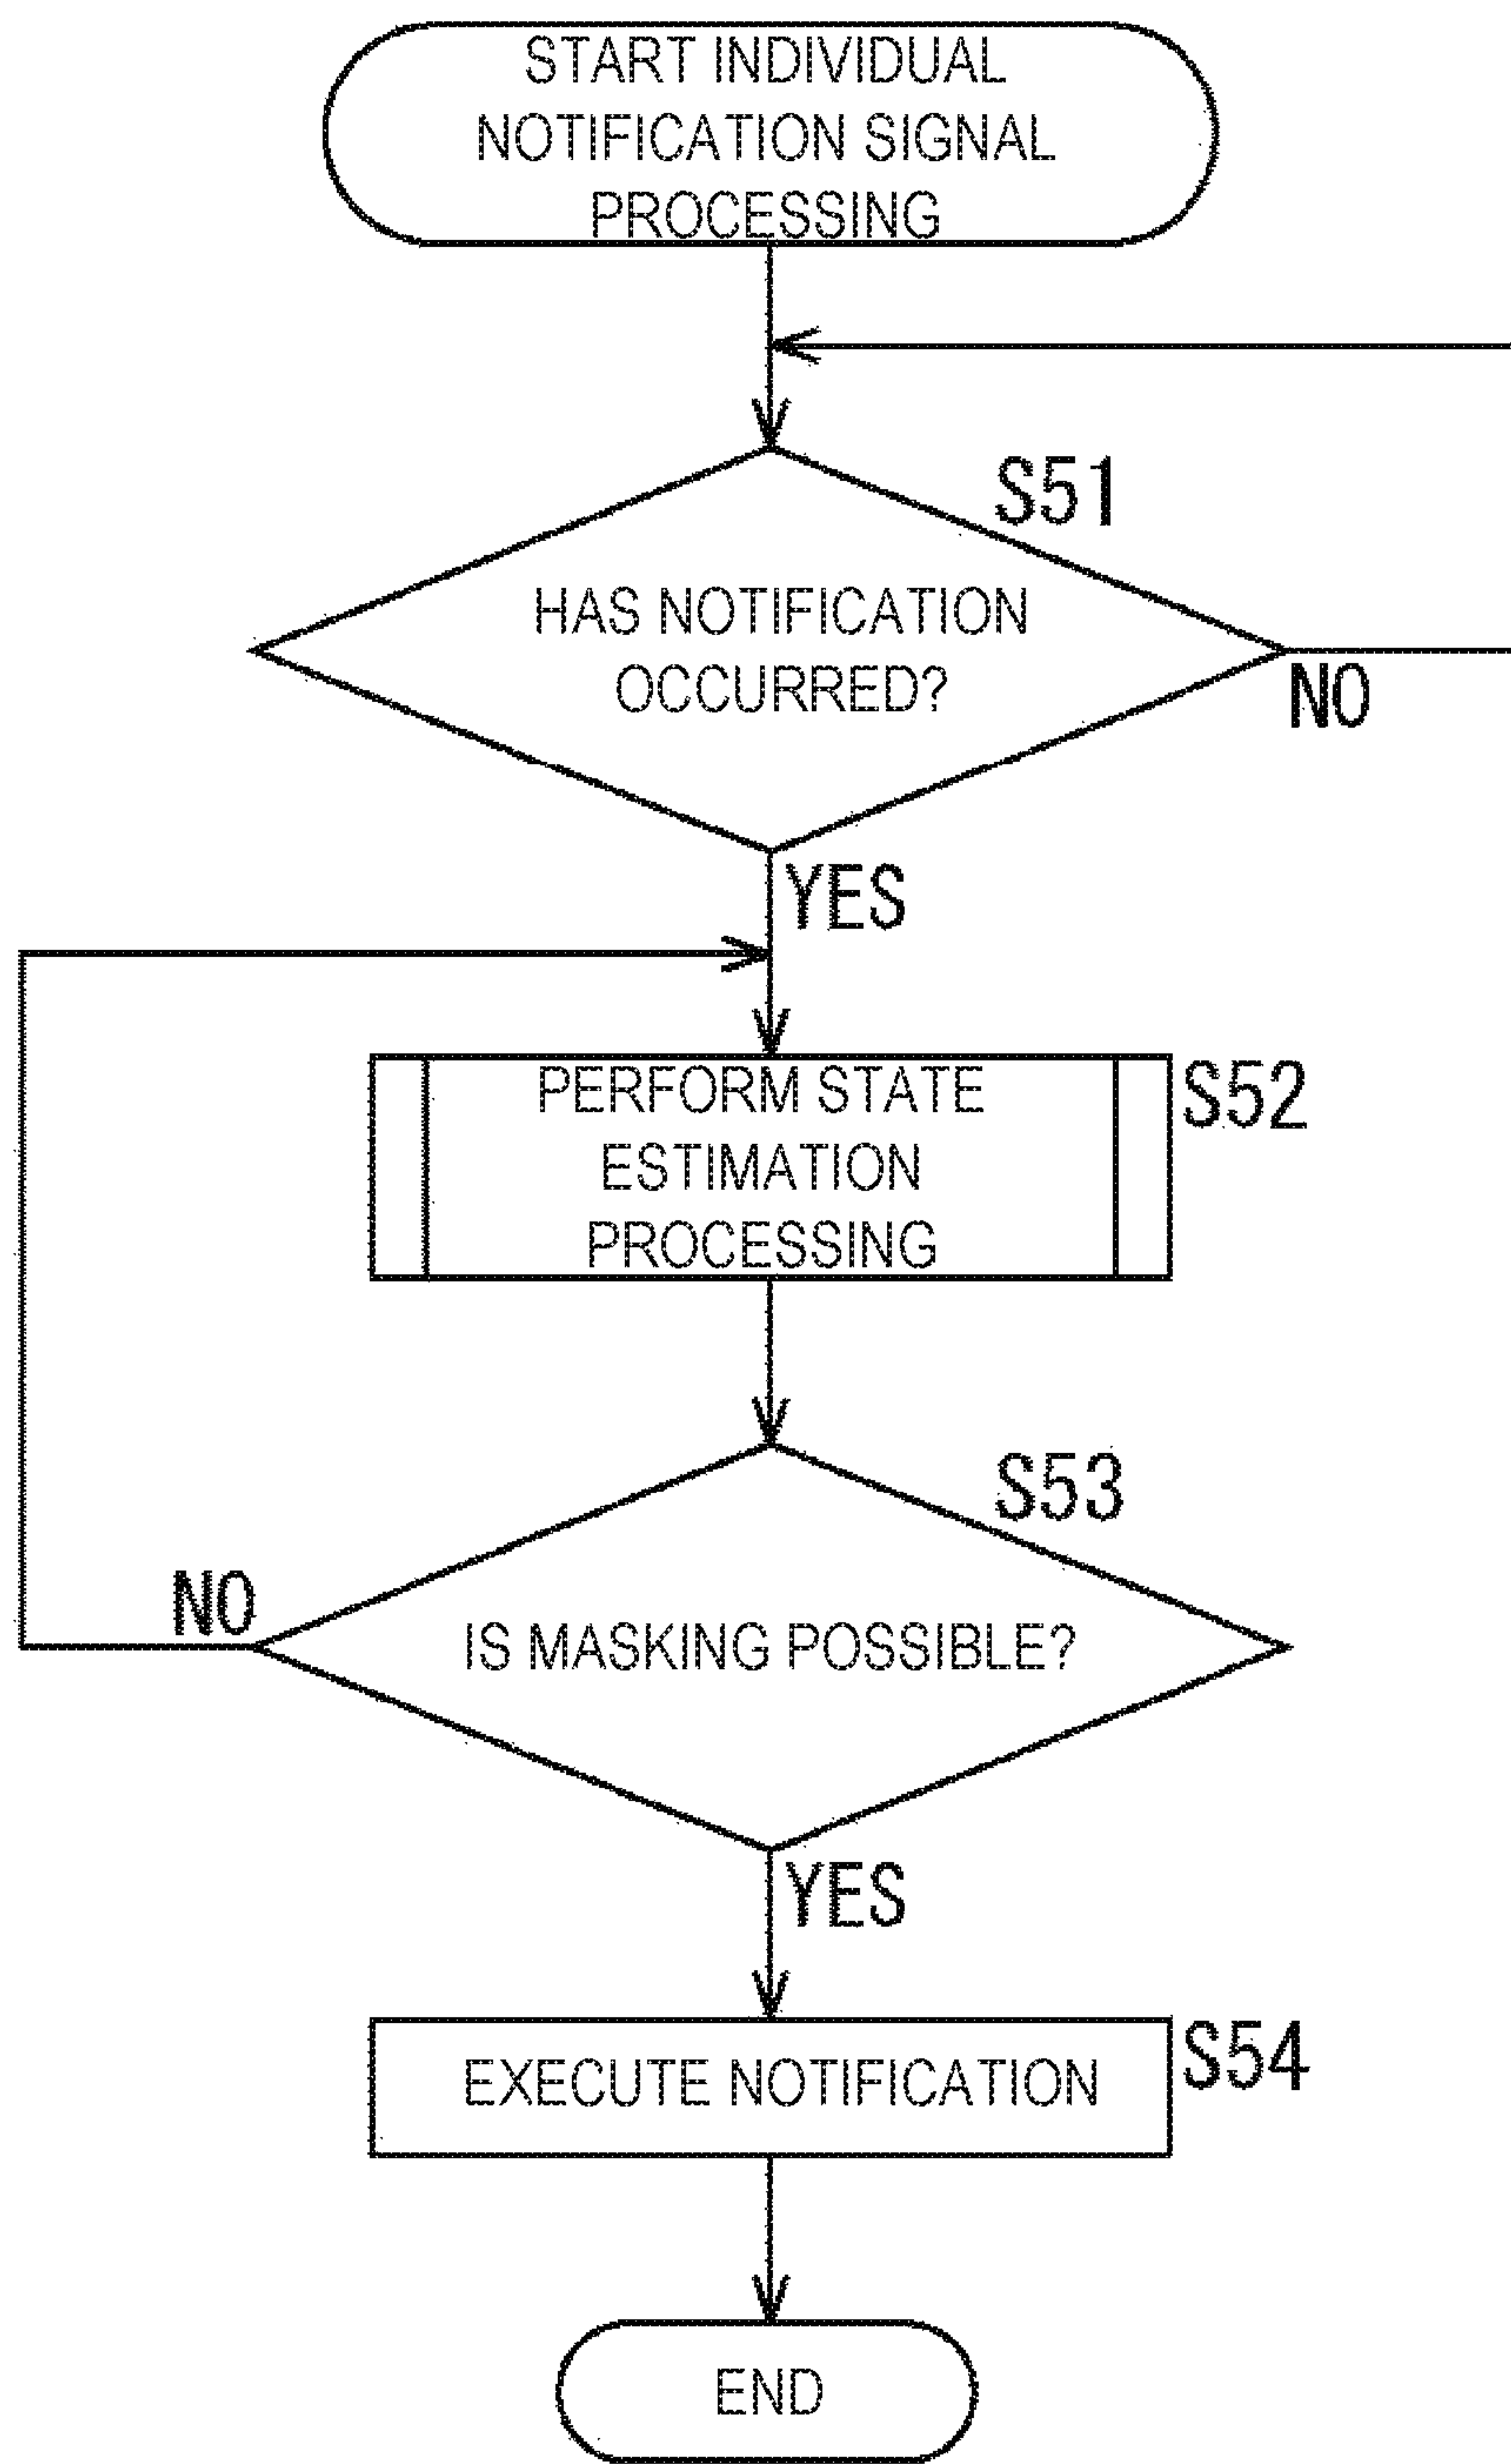 START INDIVIDUAL
NOTIFICATION SIGNAL
PROCESSING
S51
HAS NOTIFICATION
OCCURRED?
NO
YES
PERFORM STATE
ESTIMATION
PROCESSING
S52
S53
NO
IS MASKING POSSIBLE?
YES
EXECUTE NOTIFICATION
S54
END